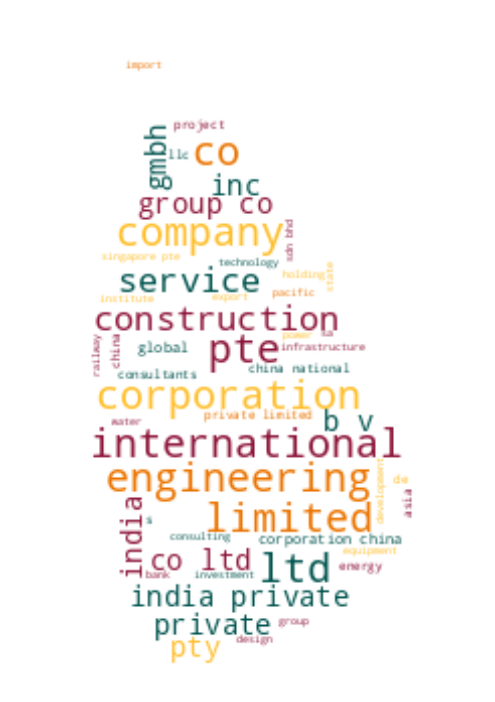 import
project
gmbh
llc
co
inc
group co
company
sdn bhd
singapore pte
technology
service
holding
state
institute
export
pacific
construction
power
sa
railway
china
global
pte
infrastructure
consultants
china national
corporation
private limited
water
b v
international
engineering
development
de
asia
limited
india
s
consulting
corporation china
co ltd
ltd
equipment
bank
investment
energy
india private
private
group
pty
design